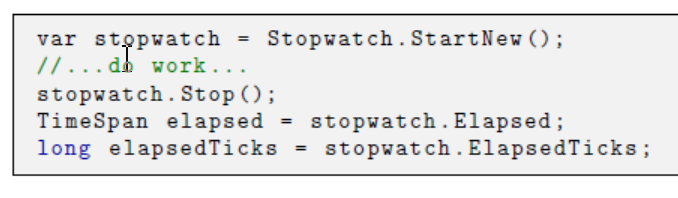 var stopwatch = Stopwatch.StartNew();
//...do work...
stopwatch.Stop();
TimeSpan elapsed = stopwatch.Elapsed;
long elapsedTicks = stopwatch.ElapsedTicks;